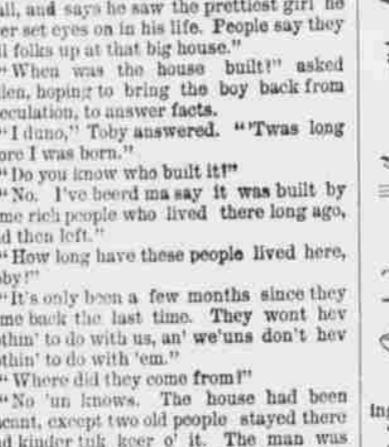 all, and says he saw the prettiest girl he
er set eyes on in his life. People say they
ll folks up at that big house."
"When was the house built?" asked
len, hoping to bring the boy back from
eculation, to answer facts.
"I duno," Toby answered. "'Twas long
ore I was born."
"Do you know who built it?"
"No. I've beerd ma say it was built by
me rich people who lived there long ago,
d then left."
"How long have these people lived here,
by?"
"It's only been a few months since they
me back the last time. They wont hev
thin' to do with us, an' we'uns don't hev
thin' to do with 'em."
"Where did they come from?"
"No 'un knows. The house had been
cant, except two old people stayed there
d kinder tuk keer o' it. The man was
Ing